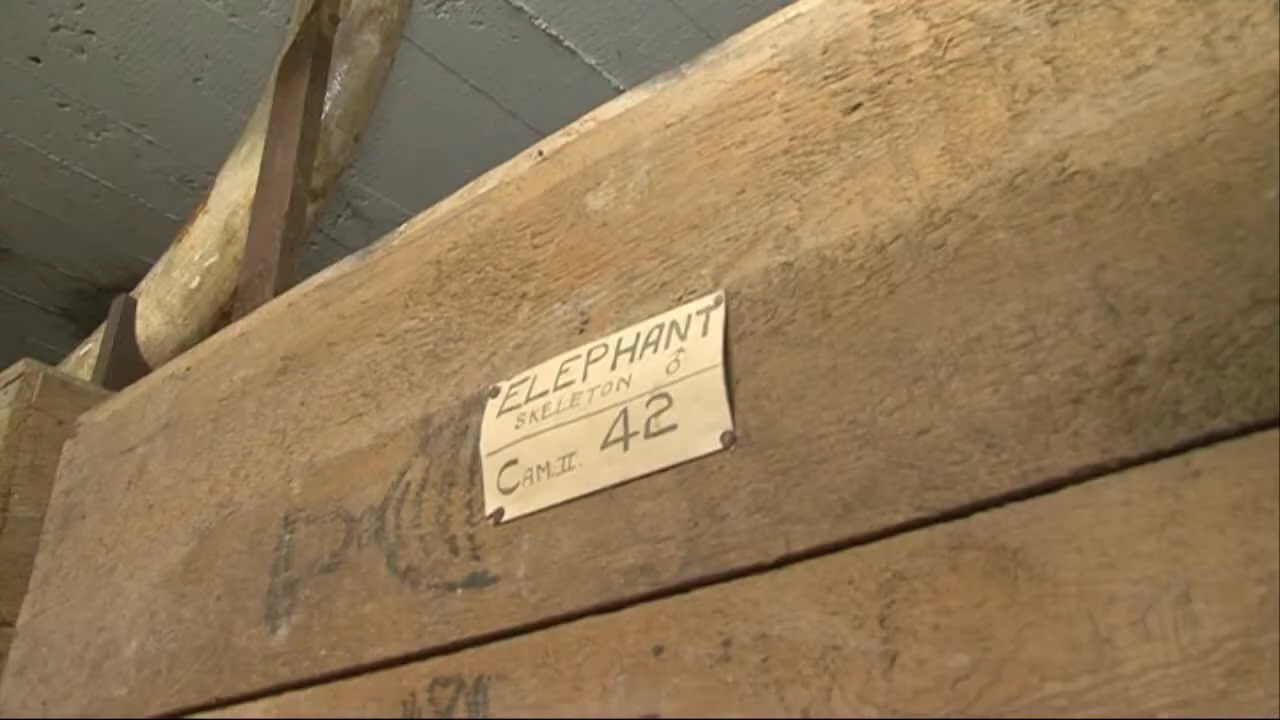 ELEPHANT
SKELETON ♂
CAM. II. 42